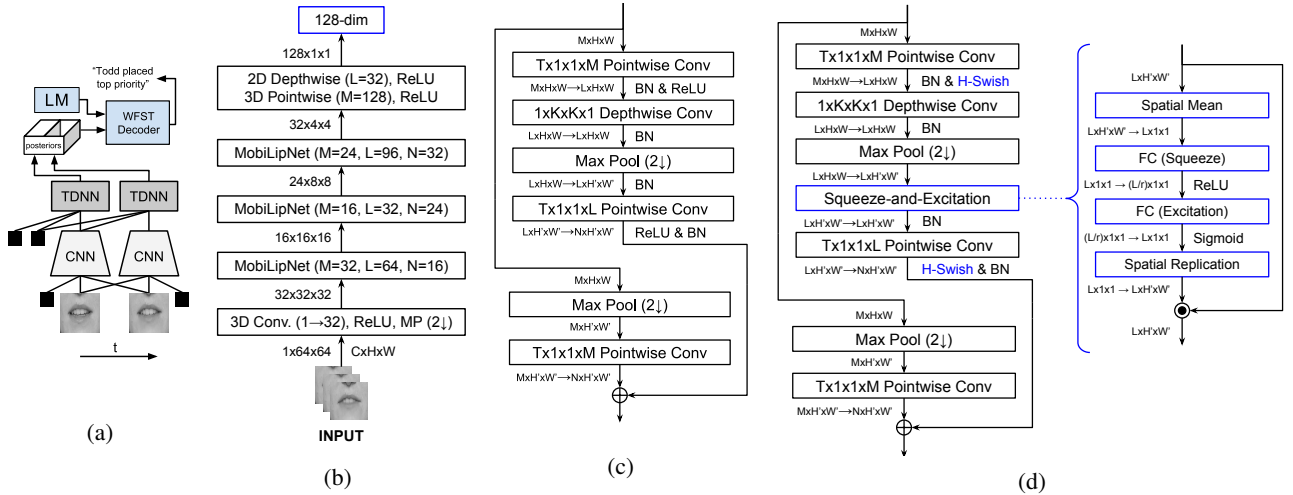 "Todd placed
top priority"
LM
WFST
Decoder
posteriors
TDNN
TDNN
CNN
CNN
t
(a)
128-dim
128x1x1
2D Depthwise (L=32), ReLU
3D Pointwise (M=128), ReLU
32x4x4
MobiLipNet (M=24, L=96, N=32)
24x8x8
MobiLipNet (M=16, L=32, N=24)
16x16x16
MobiLipNet (M=32, L=64, N=16)
32x32x32
3D Conv. (1→32), ReLU, MP (2↓)
1x64x64 CxHxW
INPUT
(b)
MxHxW
Tx1x1xM Pointwise Conv
MxHxW→LxHxW BN & ReLU
1xKxKx1 Depthwise Conv
LxHxW→LxHxW BN
Max Pool (2↓)
LxHxW→LxH'xW' BN
Tx1x1xL Pointwise Conv
LxH'xW'→NxH'xW' ReLU & BN
MxHxW
Max Pool (2↓)
MxH'xW'
Tx1x1xM Pointwise Conv
MxH'xW'→NxH'xW'
(c)
MxHxW
Tx1x1xM Pointwise Conv
MxHxW→LxHxW BN & H-Swish
1xKxKx1 Depthwise Conv
LxHxW→LxHxW BN
Max Pool (2↓)
LxHxW→LxH'xW'
Squeeze-and-Excitation
LxH'xW'→LxH'xW' BN
Tx1x1xL Pointwise Conv
LxH'xW'→NxH'xW' H-Swish & BN
MxHxW
Max Pool (2↓)
MxH'xW'
Tx1x1xM Pointwise Conv
MxH'xW'→NxH'xW'
LxH'xW'
Spatial Mean
LxH'xW' → Lx1x1
FC (Squeeze)
Lx1x1 → (L/r)x1x1 ReLU
FC (Excitation)
(L/r)x1x1 → Lx1x1 Sigmoid
Spatial Replication
Lx1x1 → LxH'xW'
LxH'xW'
(d)